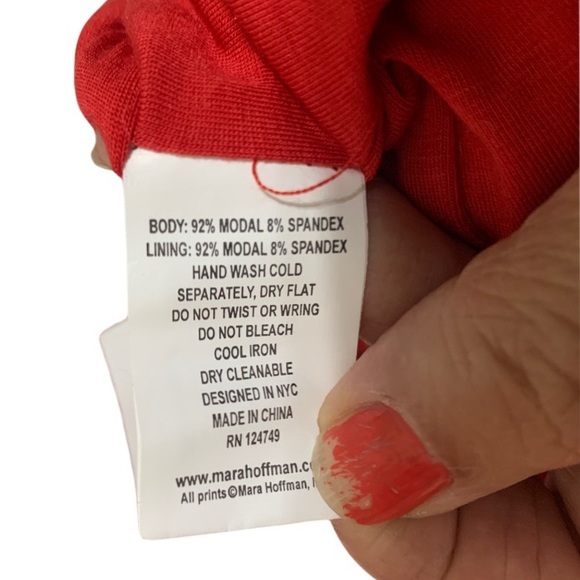 BODY: 92% MODAL 8% SPANDEX
LINING: 92% MODAL 8% SPANDEX
HAND WASH COLD
SEPARATELY, DRY FLAT
DO NOT TWIST OR WRING
DO NOT BLEACH
COOL IRON
DRY CLEANABLE
DESIGNED IN NYC
MADE IN CHINA
RN 124749
www.marahoffman.c
All prints ©Mara Hoffman,